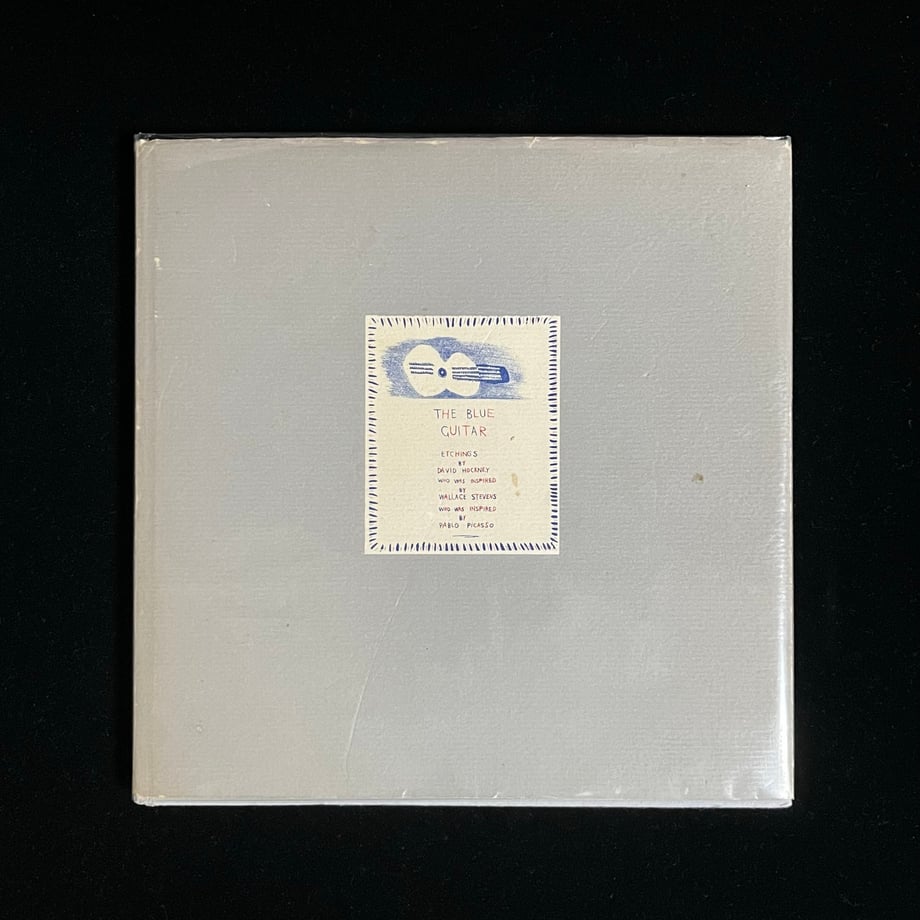 THE BLUE
GUITAR
ETCHINGS
BY
DAVID HOCKNEY
WHO WAS INSPIRED
BY
WALLACE STEVENS
WHO WAS INSPIRED
BY
PABLO PICASSO